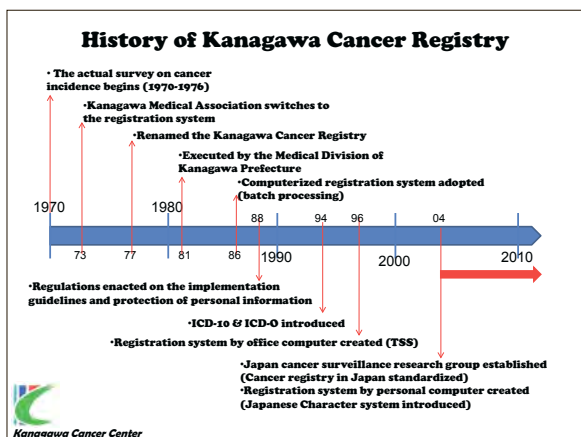 History of Kanagawa Cancer Registry
・The actual survey on cancer
incidence begins (1970-1976)
・Kanagawa Medical Association switches to
the registration system
・Renamed the Kanagawa Cancer Registry
・Executed by the Medical Division of
Kanagawa Prefecture
・Computerized registration system adopted
(batch processing)
1970
1980
88
94
96
04
73
77
81
86
1990
2000
2010
・Regulations enacted on the implementation
guidelines and protection of personal information
・ICD-10 & ICD-O introduced
・Registration system by office computer created (TSS)
・Japan cancer surveillance research group established
(Cancer registry in Japan standardized)
・Registration system by personal computer created
(Japanese Character system introduced)
Kanagawa Cancer Center